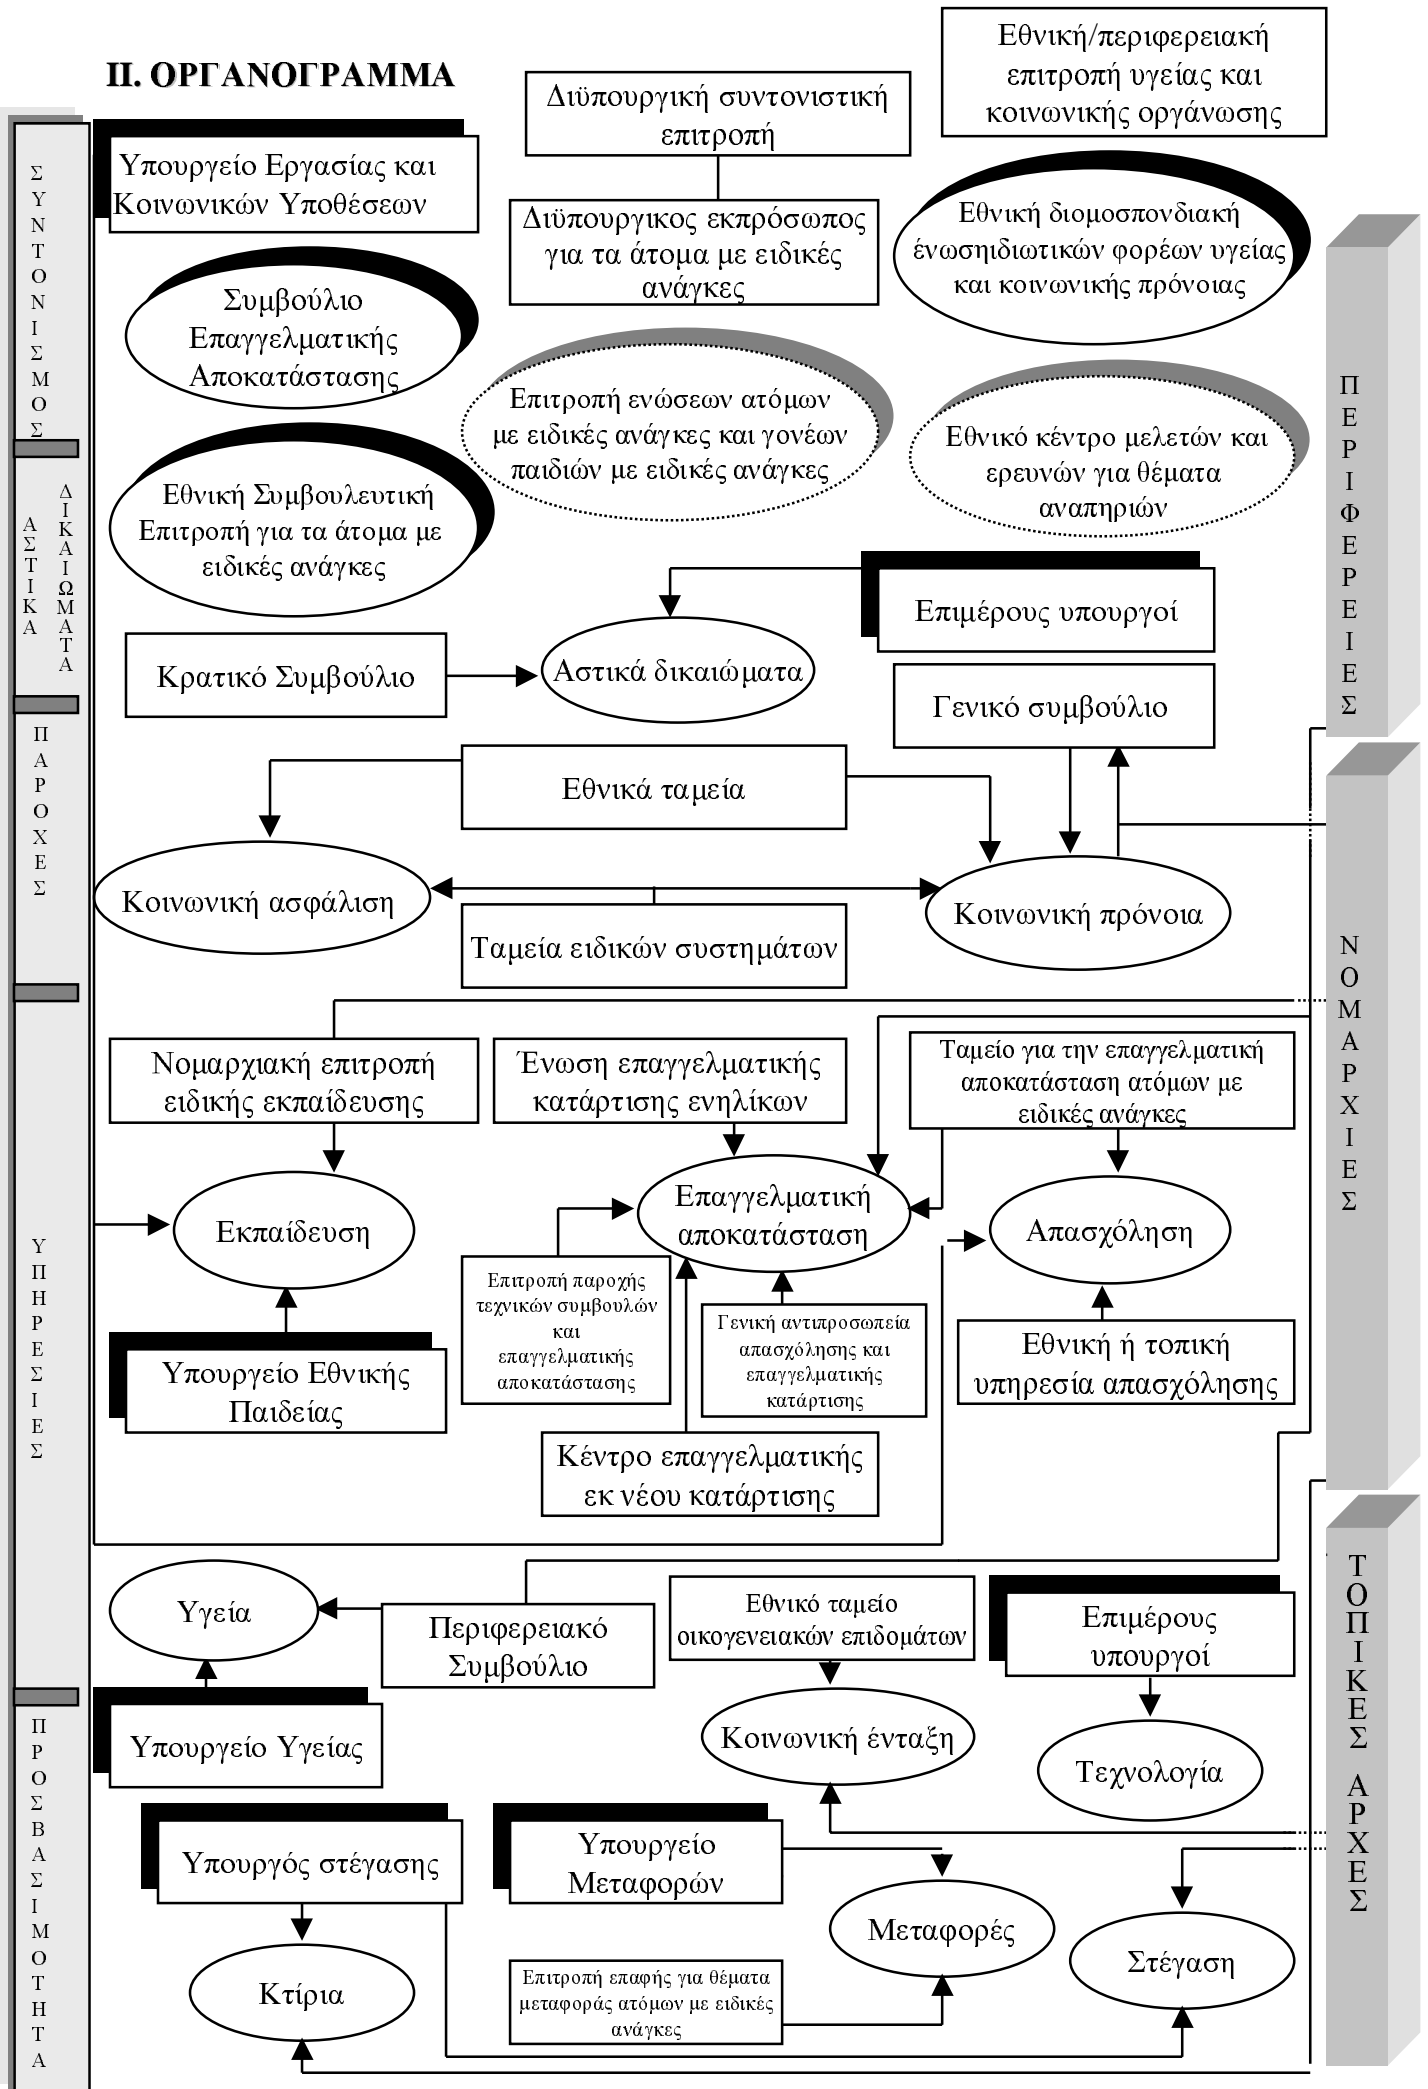 ΙΙ. ΟΡΓΑΝΟΓΡΑΜΜΑ
Εθνική/περιφερειακή
επιτροπή υγείας και
κοινωνικής οργάνωσης
Διϋπουργική συντονιστική
επιτροπή
Υπουργείο Εργασίας και
Κοινωνικών Υποθέσεων
Διϋπουργικος εκπρόσωπος
για τα άτομα με ειδικές
ανάγκες
Εθνική διομοσπονδιακή
ένωσηιδιωτικών φορέων υγείας
και κοινωνικής πρόνοιας
Συμβούλιο
Επαγγελματικής
Αποκατάστασης
Επιτροπή ενώσεων ατόμων
με ειδικές ανάγκες και γονέων
παιδιών με ειδικές ανάγκες
Εθνικό κέντρο μελετών και
ερευνών για θέματα
αναπηριών
Εθνική Συμβουλευτική
Επιτροπή για τα άτομα με
ειδικές ανάγκες
Επιμέρους υπουργοί
Κρατικό Συμβούλιο
Αστικά δικαιώματα
Γενικό συμβούλιο
Εθνικά ταμεία
Κοινωνική ασφάλιση
Κοινωνική πρόνοια
Ταμεία ειδικών συστημάτων
Νομαρχιακή επιτροπή
ειδικής εκπαίδευσης
Ένωση επαγγελματικής
κατάρτισης ενηλίκων
Ταμείο για την επαγγελματική
αποκατάσταση ατόμων με
ειδικές ανάγκες
Εκπαίδευση
Επαγγελματική
αποκατάσταση
Απασχόληση
Επιτροπή παροχής
τεχνικών συμβουλών
και
επαγγελματικής
αποκατάστασης
Γενική αντιπροσωπεία
απασχόλησης και
επαγγελματικής
κατάρτισης
Εθνική ή τοπική
υπηρεσία απασχόλησης
Υπουργείο Εθνικής
Παιδείας
Κέντρο επαγγελματικής
εκ νέου κατάρτισης
Υγεία
Περιφερειακό
Συμβούλιο
Εθνικό ταμείο
οικογενειακών επιδομάτων
Επιμέρους
υπουργοί
Υπουργείο Υγείας
Κοινωνική ένταξη
Τεχνολογία
Υπουργός στέγασης
Υπουργείο
Μεταφορών
Μεταφορές
Στέγαση
Κτίρια
Επιτροπή επαφής για θέματα
μεταφοράς ατόμων με ειδικές
ανάγκες
ΣΥΝΤΟΝΙΣΜΟΣ
ΑΣΤΙΚΑ
ΔΙΚΑΙΩΜΑΤΑ
ΠΑΡΟΧΕΣ
ΥΠΗΡΕΣΙΕΣ
ΠΡΟΣΒΑΣΙΜΟΤΗΤΑ
ΠΕΡΙΦΕΡΕΙΕΣ
ΝΟΜΑΡΧΙΕΣ
ΤΟΠΙΚΕΣ ΑΡΧΕΣ